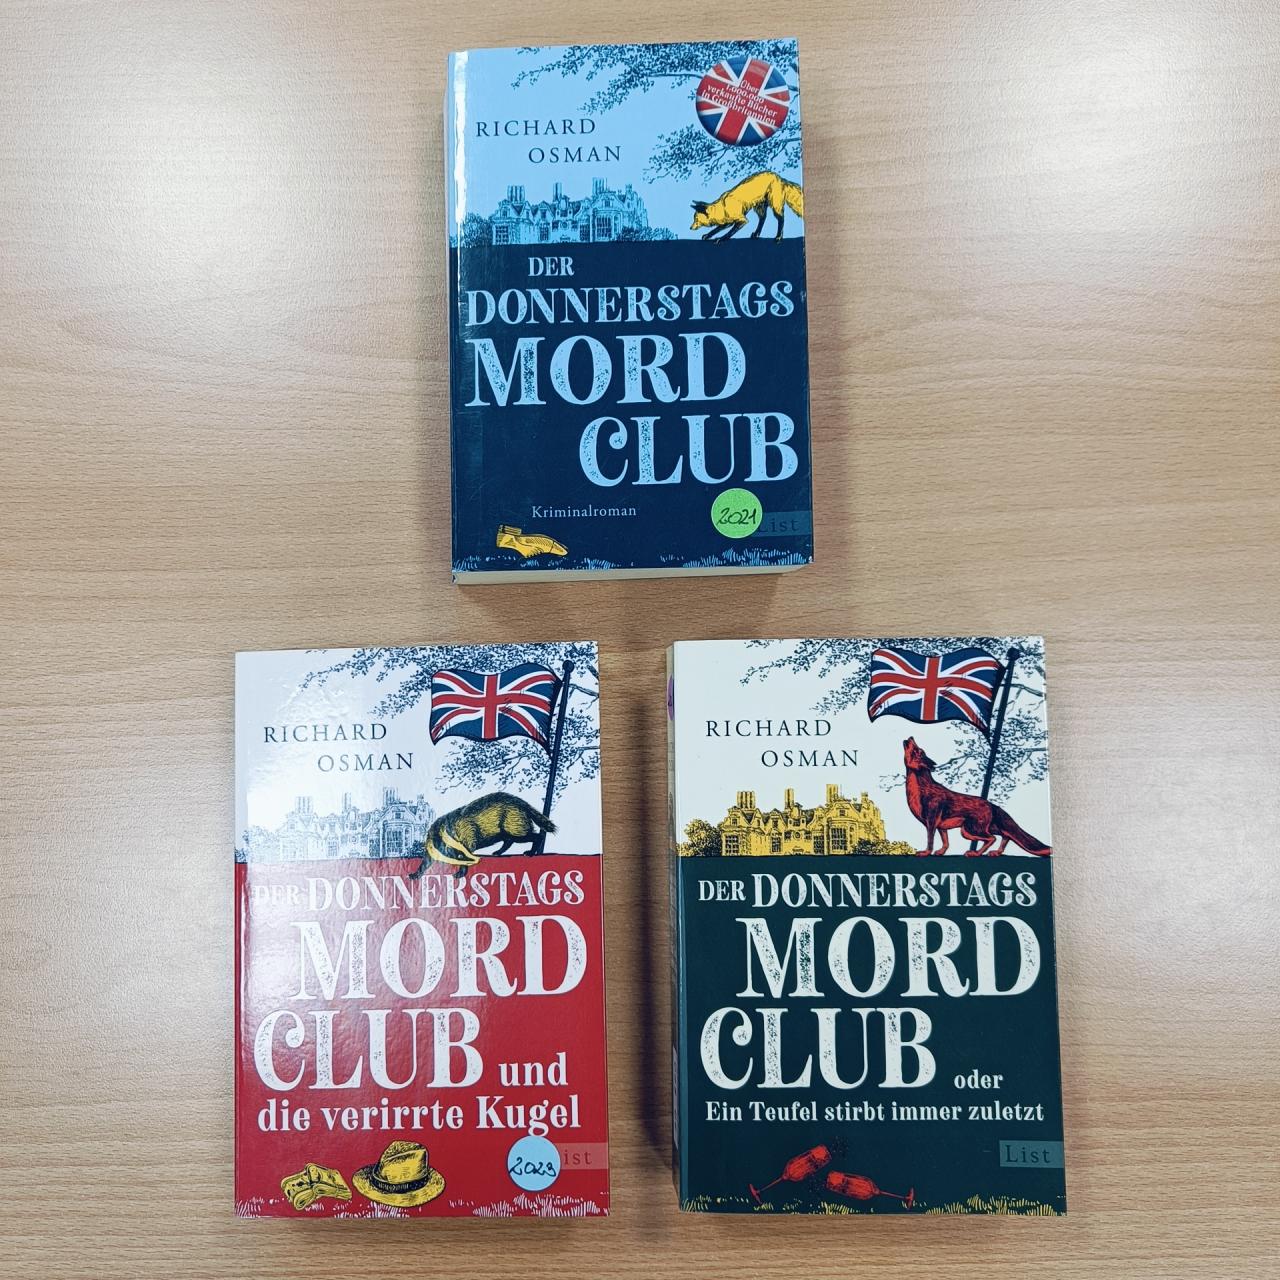 RICHARD
OSMAN
Über
1.000.000
verkaufte Bücher
in Großbritannien
DER
DONNERSTAGS
MORD
CLUB
Kriminalroman
2021
List
RICHARD
OSMAN
DER DONNERSTAGS
MORD
CLUB und
die verirrte Kugel
2023
ist
RICHARD
OSMAN
DER DONNERSTAGS
MORD
CLUB oder
Ein Teufel stirbt immer zuletzt
List